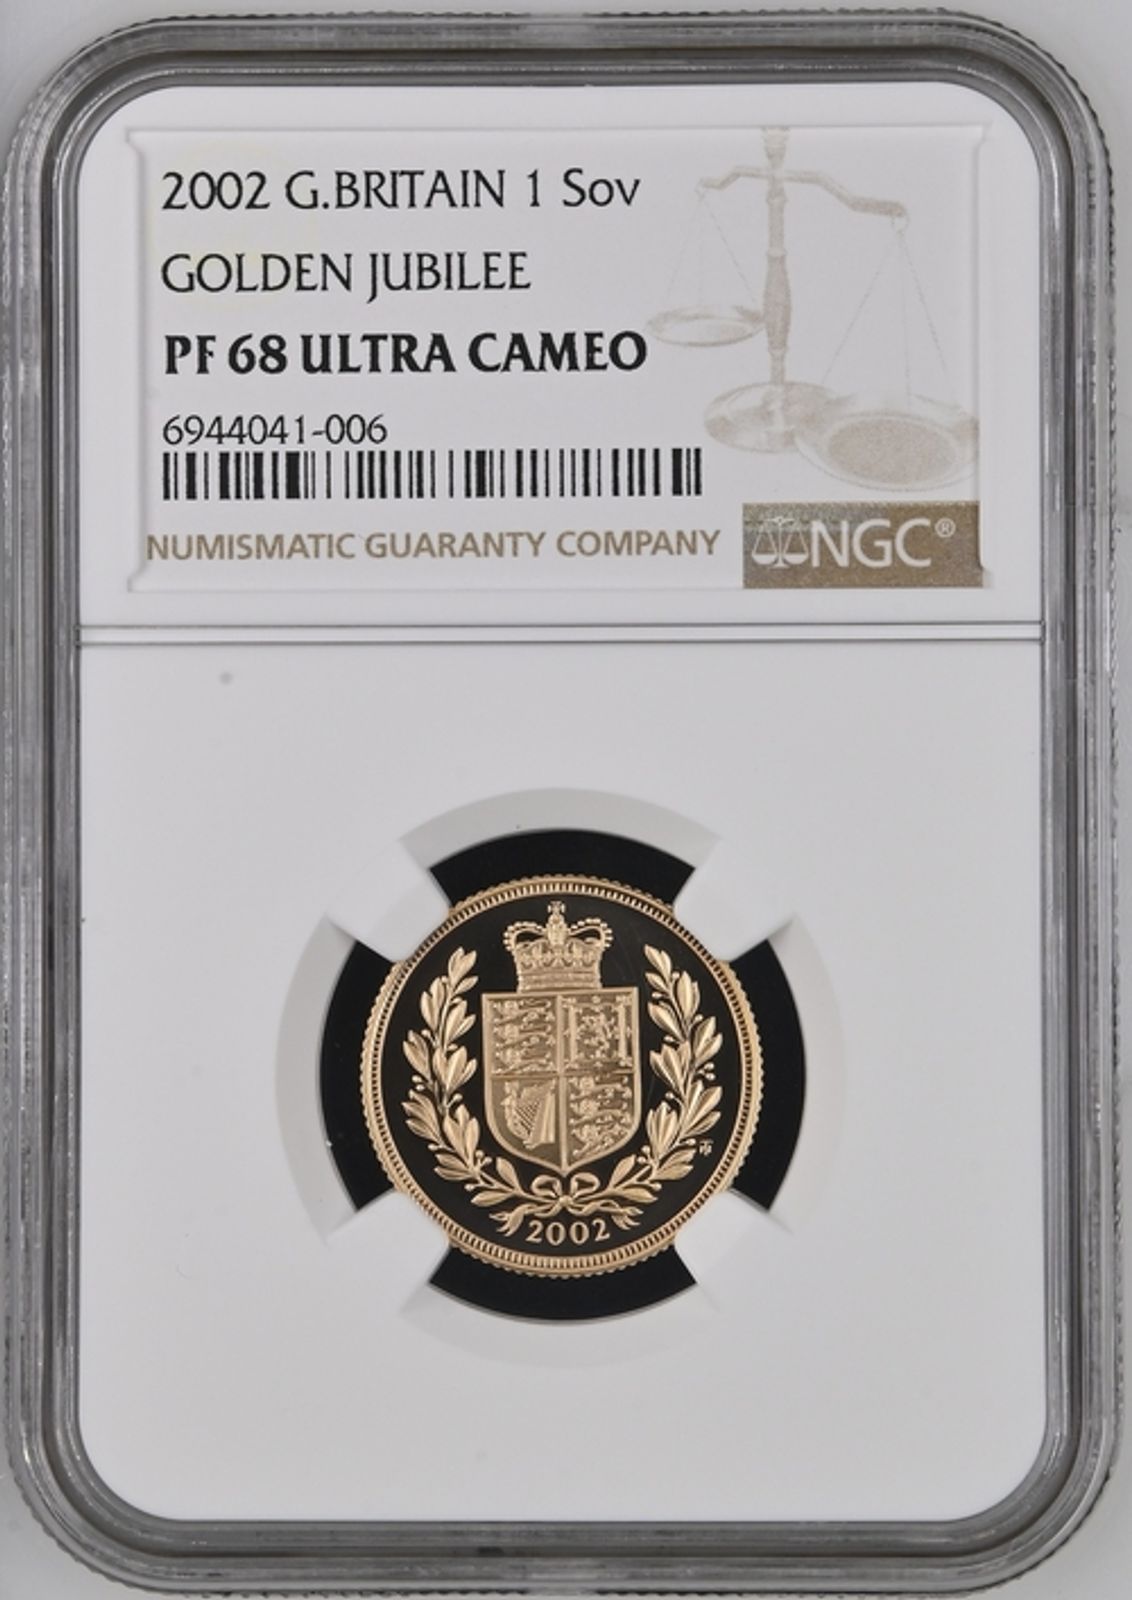 2002 G.BRITAIN 1 Sov
GOLDEN JUBILEE
PF 68 ULTRA CAMEO
6944041-006
NUMISMATIC GUARANTY COMPANY
NGC®
2002